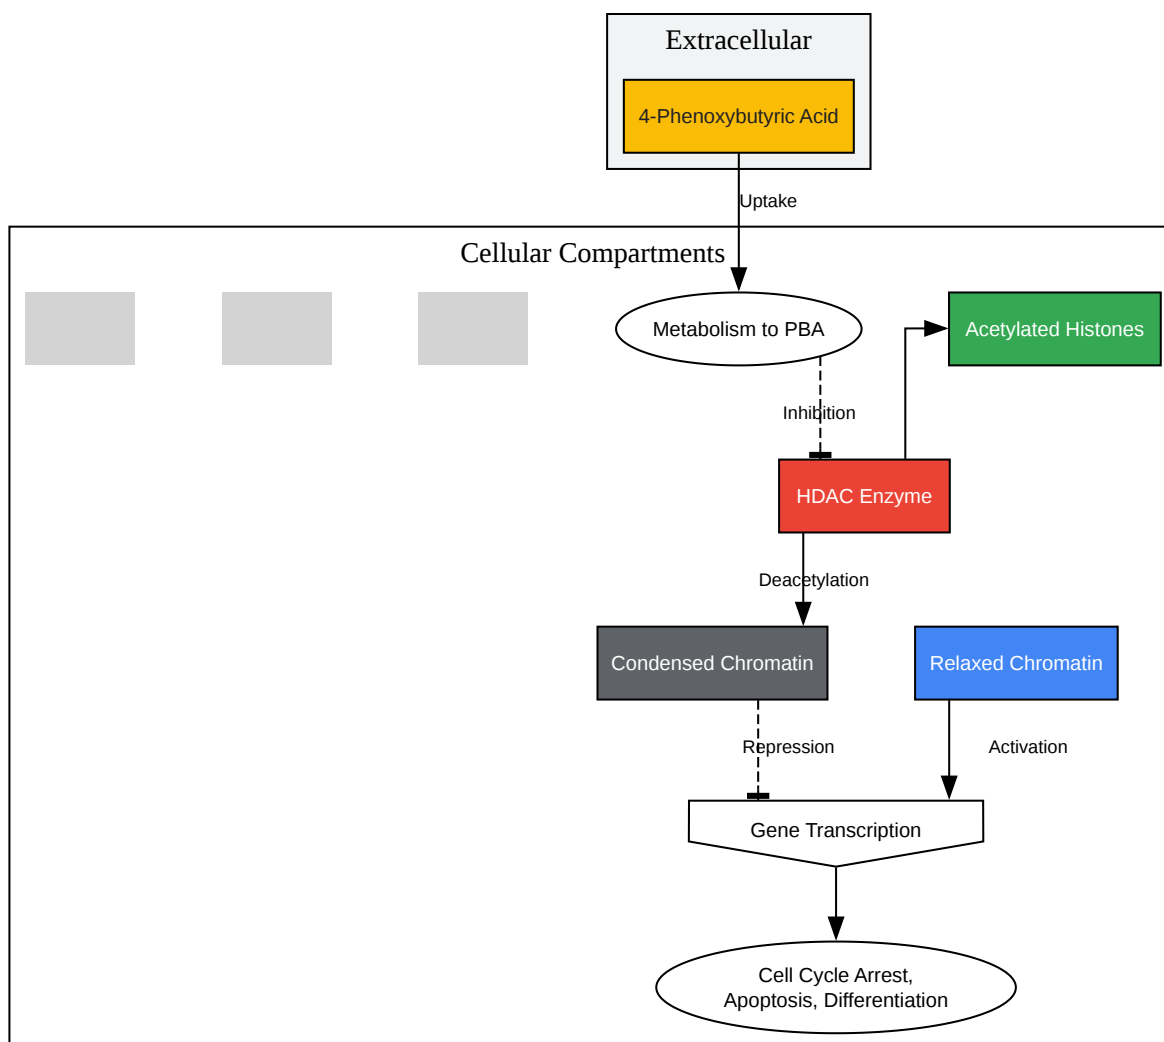 Extracellular
4-Phenoxybutyric Acid
Uptake
Cellular Compartments
Metabolism to PBA
Acetylated Histones
Inhibition
HDAC Enzyme
Deacetylation
Condensed Chromatin
Relaxed Chromatin
Repression
Activation
Gene Transcription
Cell Cycle Arrest,
Apoptosis, Differentiation